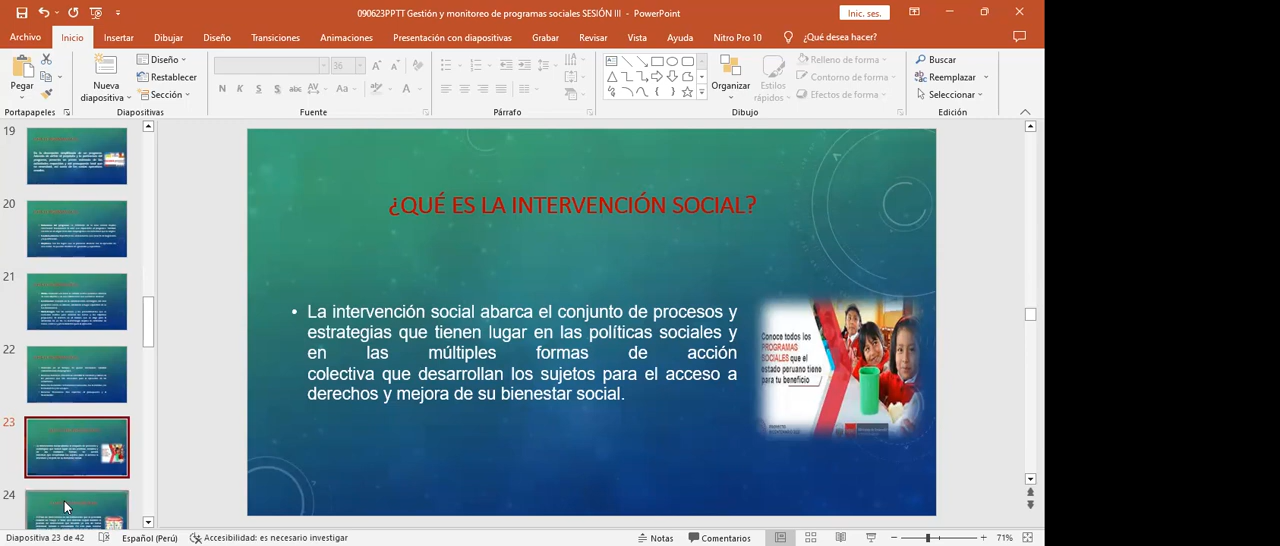 090623PPTT Gestión y monitoreo de programas sociales SESIÓN III - PowerPoint
Inic. ses.
Archivo Inicio Insertar Dibujar Diseño Transiciones Animaciones Presentación con diapositivas Grabar Revisar Vista Ayuda Nitro Pro 10 ¿Qué desea hacer?
Pegar
Nueva diapositiva
Diseño
Restablecer
Sección
36
N K S S abc AV Aa A
Organizar
Estilos rápidos
Relleno de forma
Contorno de forma
Efectos de forma
Buscar
Reemplazar
Seleccionar
Portapapeles Diapositivas Fuente Párrafo Dibujo Edición
19
20
21
22
23
24
¿QUÉ ES LA INTERVENCIÓN SOCIAL?
• La intervención social abarca el conjunto de procesos y
estrategias que tienen lugar en las políticas sociales y
en las múltiples formas de acción
colectiva que desarrollan los sujetos para el acceso a
derechos y mejora de su bienestar social.
Conoce todos los
PROGRAMAS
SOCIALES que el
estado peruano tiene
para tu beneficio
Diapositiva 23 de 42 Español (Perú) Accesibilidad: es necesario investigar Notas Comentarios 71%